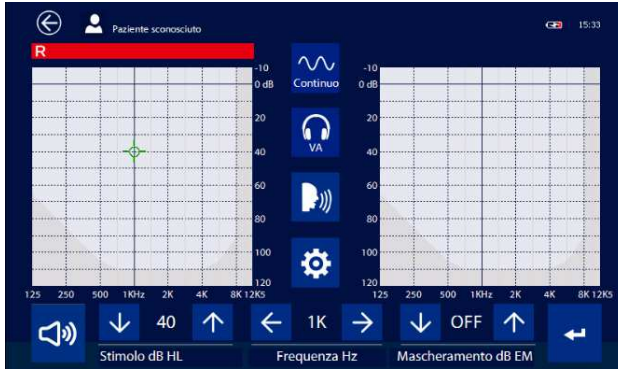 Paziente sconosciuto
15:33
R
-10
0 dB
20
40
60
80
100
120
125 250 500 1KHz 2K 4K 8K 12K5
Continuo
VA
-10
0 dB
20
40
60
80
100
120
125 250 500 1KHz 2K 4K 8K 12K5
40
1K
OFF
Stimolo dB HL
Frequenza Hz
Mascheramento dB EM